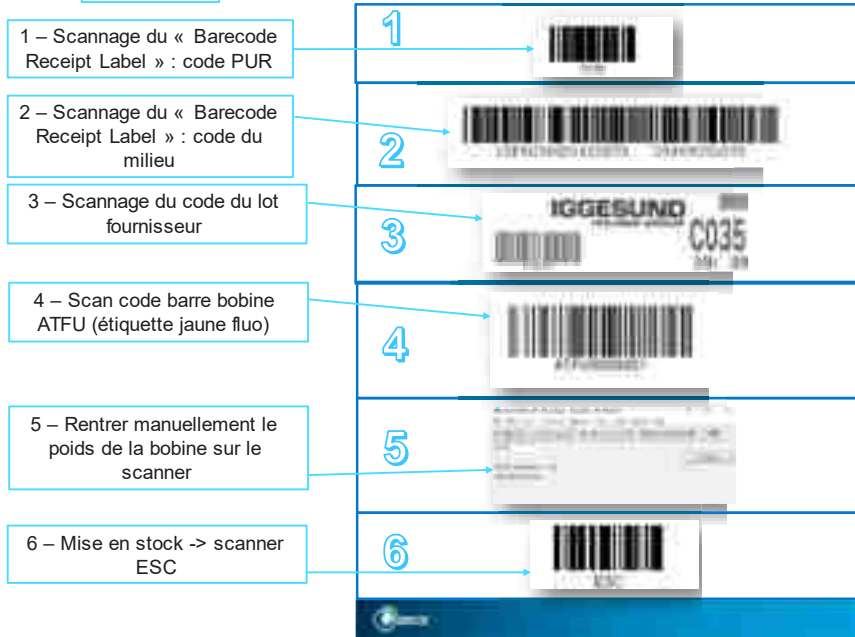 1 – Scannage du « Barecode
Receipt Label » : code PUR
1
2 – Scannage du « Barecode
Receipt Label » : code du
milieu
2
3 – Scannage du code du lot
fournisseur
3
IGGESUND
C035
4 – Scan code barre bobine
ATFU (étiquette jaune fluo)
4
5 – Rentrer manuellement le
poids de la bobine sur le
scanner
5
6 – Mise en stock -> scanner
ESC
6
ESC